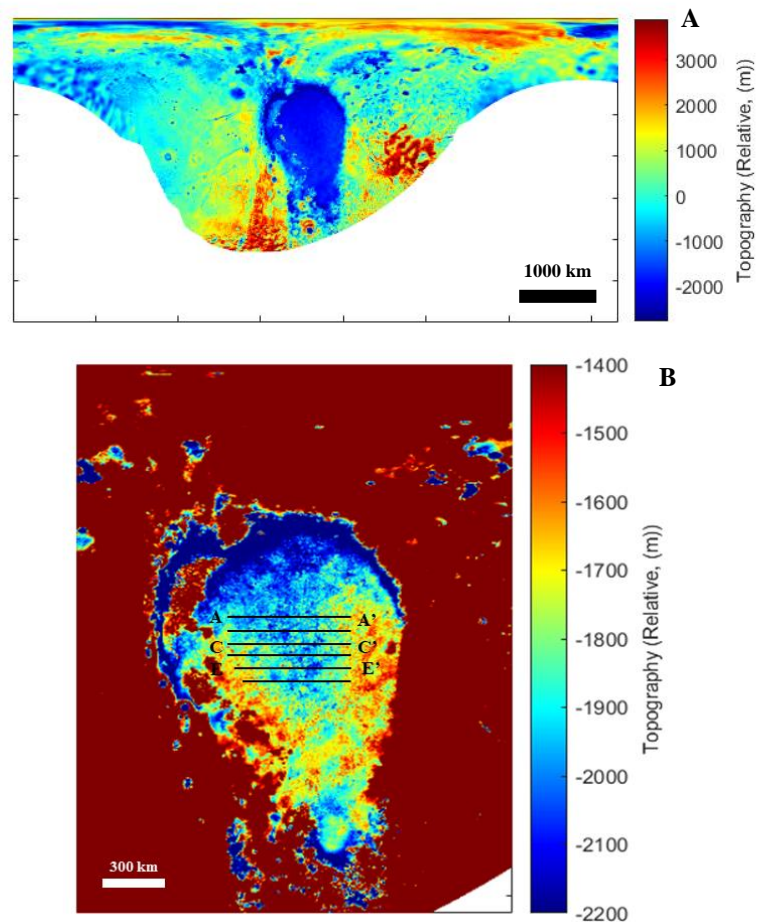 A
3000
2000
1000
0
-1000
-2000
Topography (Relative, (m))
1000 km
B
-1400
-1500
-1600
-1700
-1800
-1900
-2000
-2100
-2200
Topography (Relative, (m))
A A'
C C'
E E'
300 km